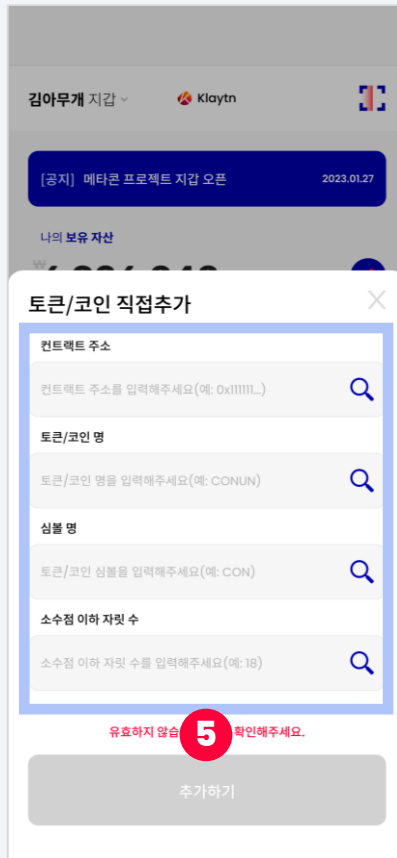 김아무개 지갑
Klaytn
[공지] 메타콘 프로젝트 지갑 오픈 2023.01.27
나의 보유 자산
₩
토큰/코인 직접추가
컨트랙트 주소
컨트랙트 주소를 입력해주세요(예: 0x111111...)
토큰/코인 명
토큰/코인 명을 입력해주세요(예: CONUN)
심볼 명
토큰/코인 심볼을 입력해주세요(예: CON)
소수점 이하 자릿 수
소수점 이하 자릿 수를 입력해주세요(예: 18)
유효하지 않습 5 확인해주세요.
추가하기